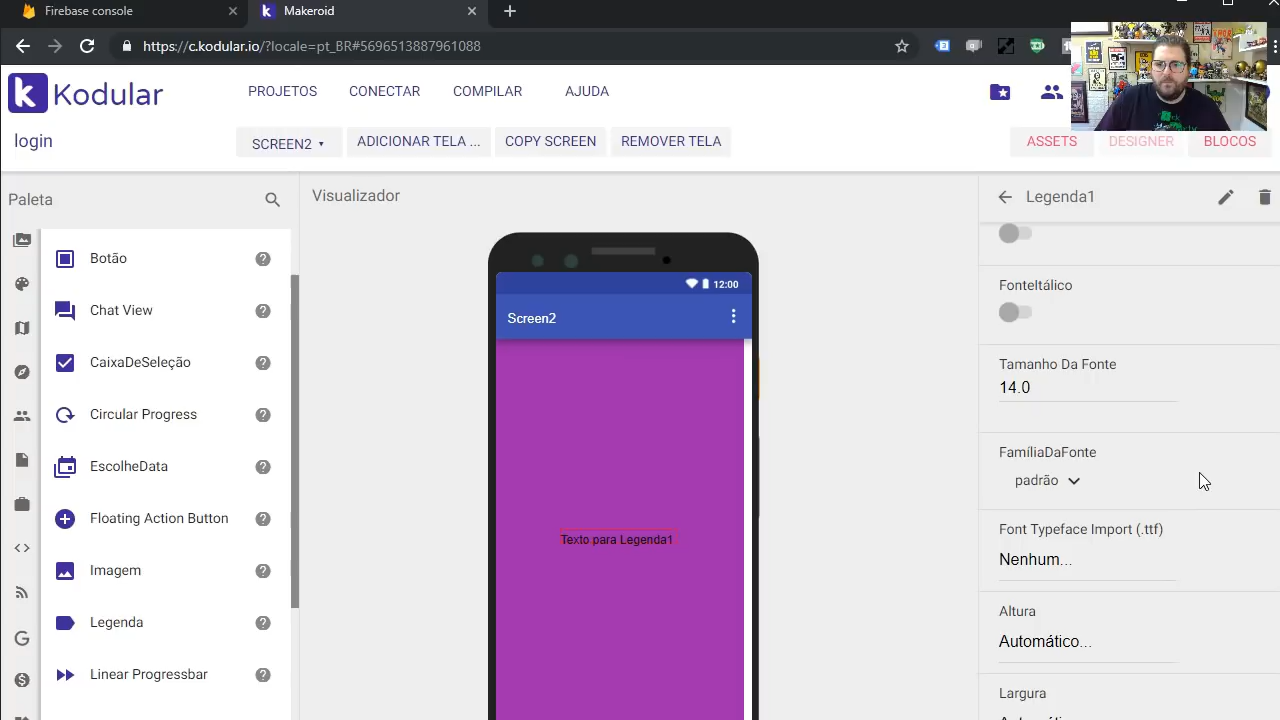 Firebase console
Makeroid
https://c.kodular.io/?locale=pt_BR#5696513887961088
Kodular
PROJETOS
CONECTAR
COMPILAR
AJUDA
login
SCREEN2
ADICIONAR TELA ...
COPY SCREEN
REMOVER TELA
ASSETS
DESIGNER
BLOCOS
Paleta
Visualizador
Legenda1
Botão
Chat View
CaixaDeSeleção
Circular Progress
EscolheData
Floating Action Button
Imagem
Legenda
Linear Progressbar
12:00
Screen2
Texto para Legenda1
FonteItálico
Tamanho Da Fonte
14.0
FamíliaDaFonte
padrão
Font Typeface Import (.ttf)
Nenhum...
Altura
Automático...
Largura